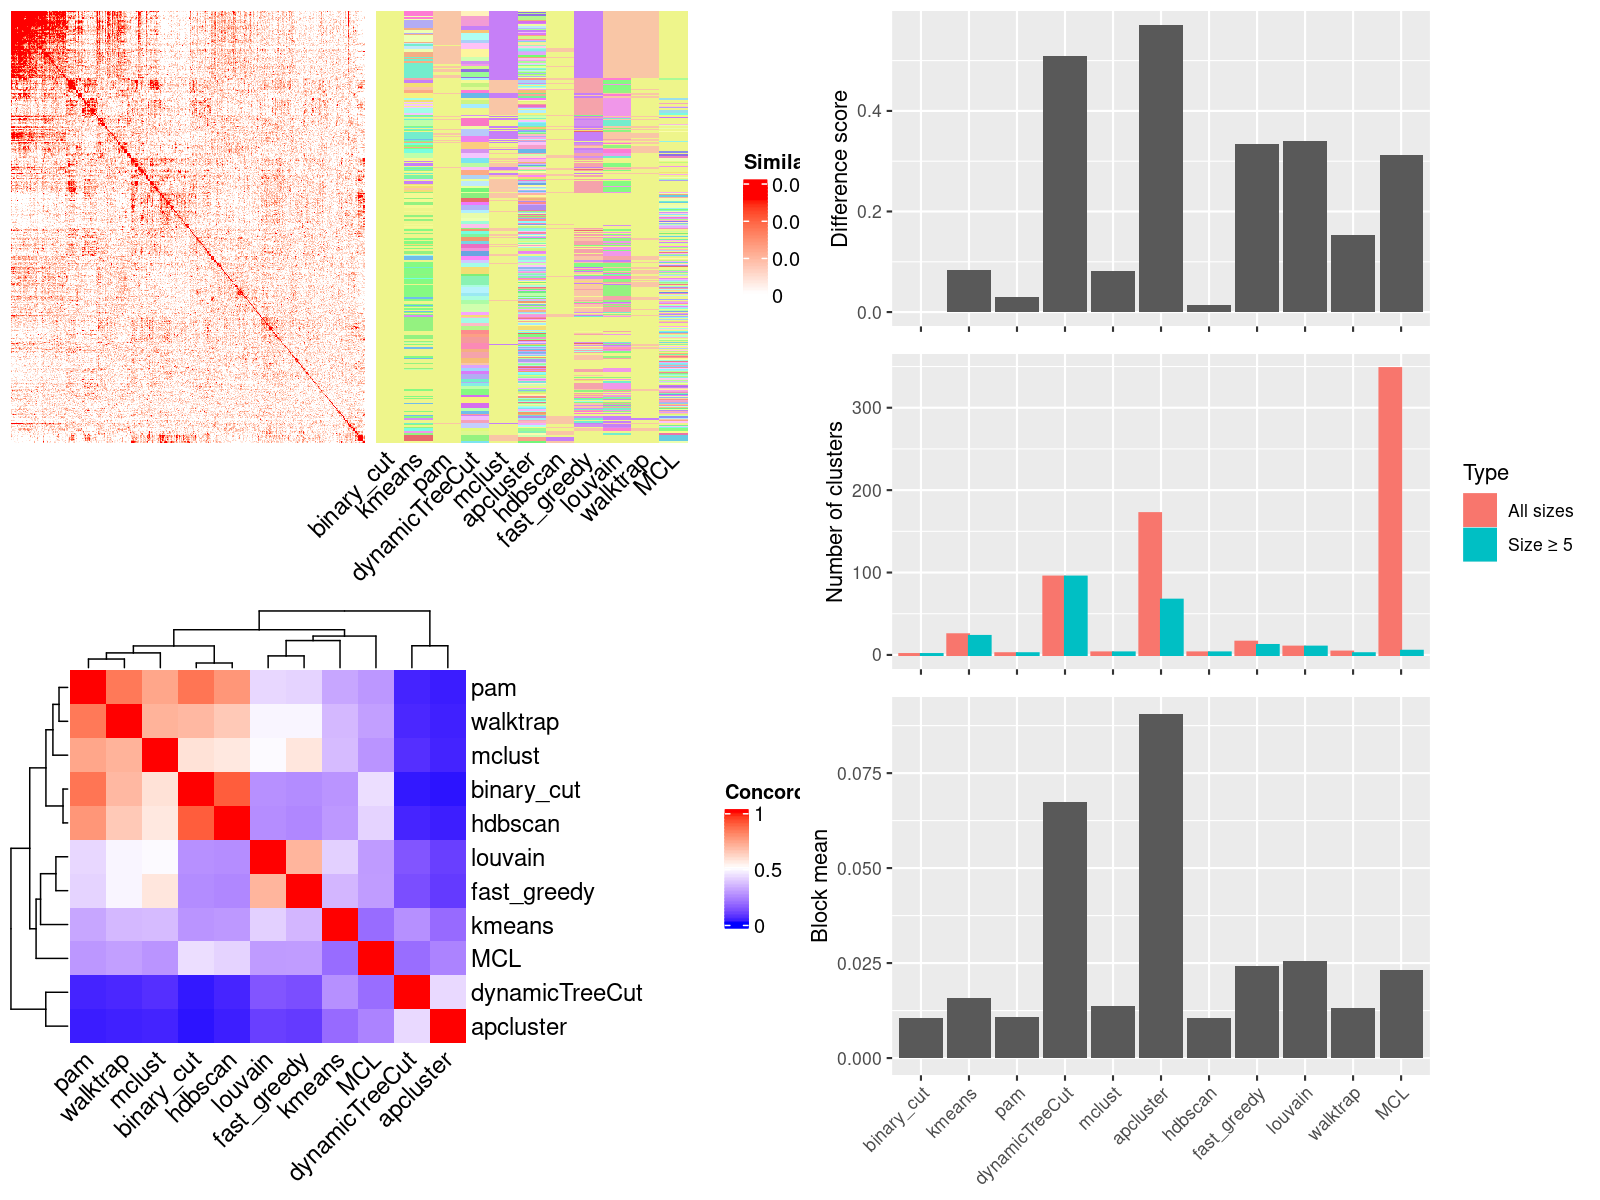 Simila
0.0
0.0
0.0
0
binary_cut
kmeans
pam
dynamicTreeCut
mclust
apcluster
hdbscan
fast_greedy
louvain
walktrap
MCL
pam
walktrap
mclust
binary_cut
hdbscan
louvain
fast_greedy
kmeans
MCL
dynamicTreeCut
apcluster
pam
walktrap
mclust
binary_cut
hdbscan
louvain
fast_greedy
kmeans
MCL
dynamicTreeCut
apcluster
Concord
1
0.5
0
Difference score
0.4
0.2
0.0
Number of clusters
300
200
100
0
Type
All sizes
Size ≥ 5
Block mean
0.075
0.050
0.025
0.000
binary_cut
kmeans
pam
dynamicTreeCut
mclust
apcluster
hdbscan
fast_greedy
louvain
walktrap
MCL